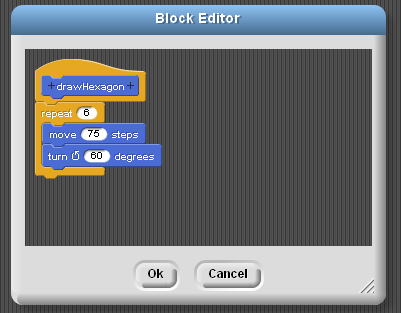 Block Editor
+ drawHexagon +
repeat 6
move 75 steps
turn ↺ 60 degrees
Ok Cancel